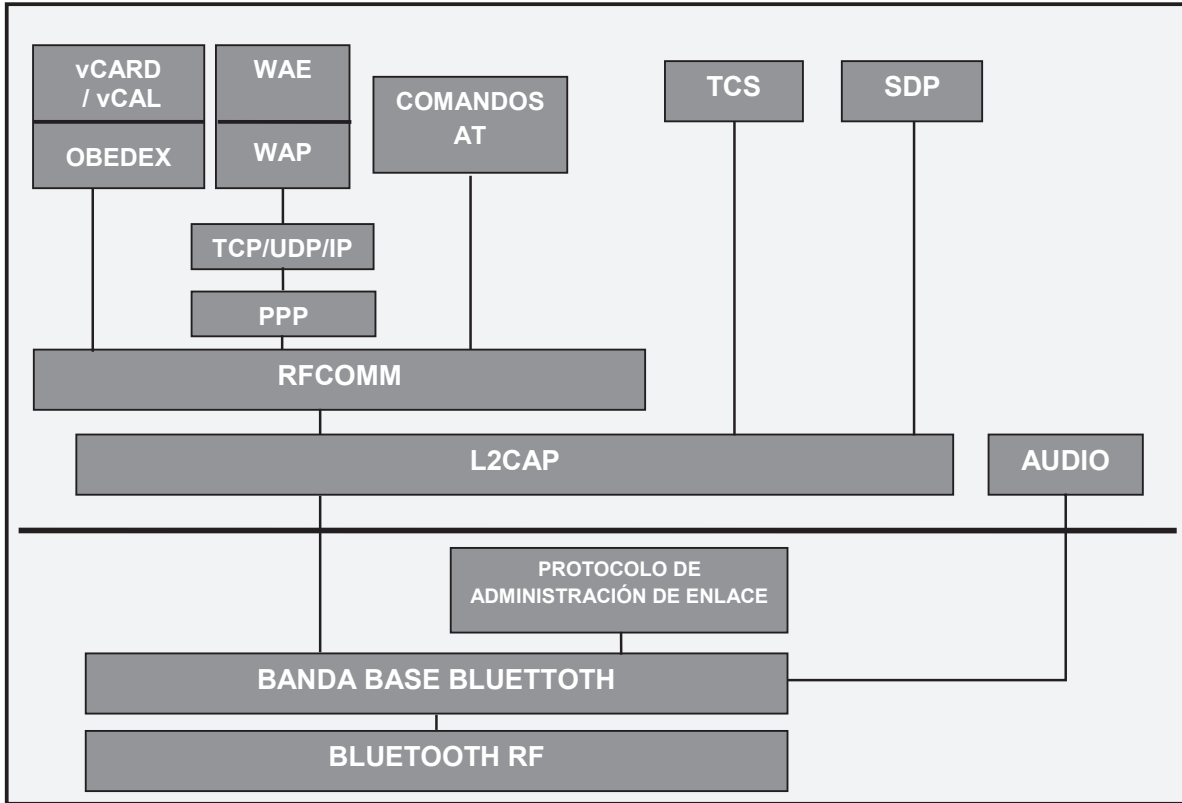 vCARD
/ vCAL
OBEDEX
WAE
WAP
COMANDOS
AT
TCS
SDP
TCP/UDP/IP
PPP
RFCOMM
L2CAP
AUDIO
PROTOCOLO DE
ADMINISTRACIÓN DE ENLACE
BANDA BASE BLUETTOTH
BLUETOOTH RF